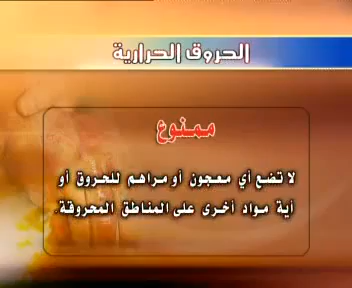 الحروق الحرارية
ممنوع
لا تضع أي معجون أو مراهم للحروق أو
أية مواد أخرى على المناطق المحروقة